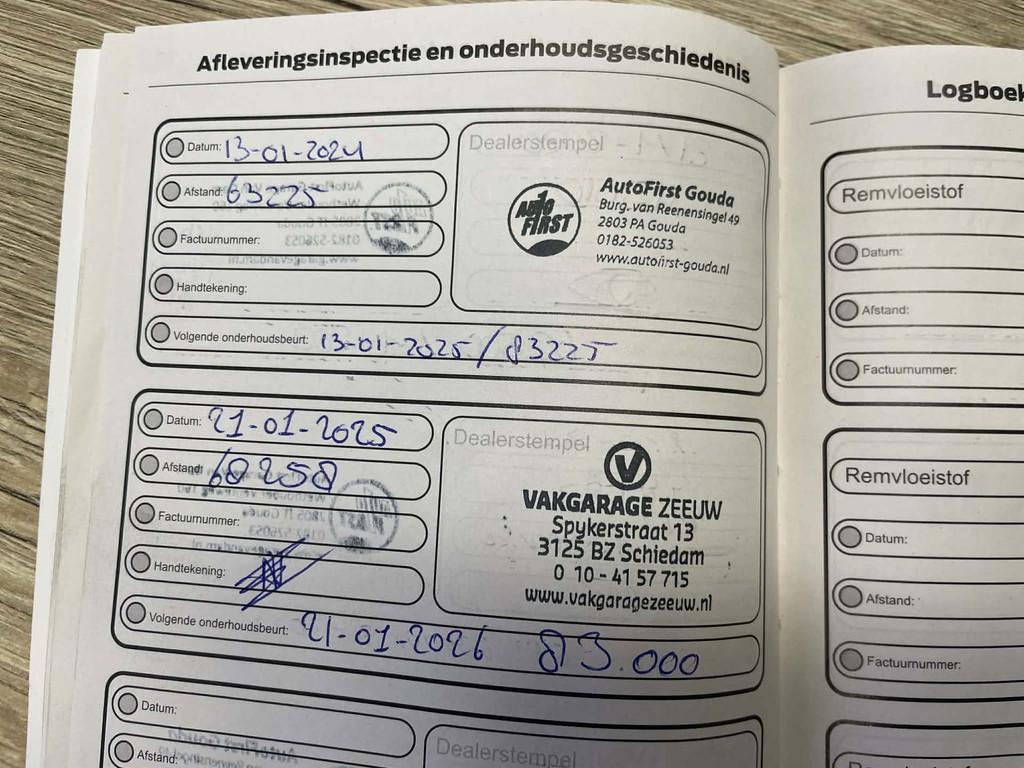 Afleveringsinspectie en onderhoudsgeschiedenis
Datum: 13-01-2024
Afstand: 63225
Factuurnummer:
Handtekening:
Volgende onderhoudsbeurt: 13-01-2025 / 83225
Dealerstempel
AUTO FIRST
AutoFirst Gouda
Burg. van Reenensingel 49
2803 PA Gouda
0182-526053
www.autofirst-gouda.nl
Datum: 21-01-2025
Afstand: 68258
Factuurnummer:
Handtekening:
Volgende onderhoudsbeurt: 21-01-2026 83.000
Dealerstempel
VAKGARAGE ZEEUW
Spykerstraat 13
3125 BZ Schiedam
0 10-41 57 715
www.vakgaragezeeuw.nl
Datum:
Afstand:
Dealerstempel
Logboek
Remvloeistof
Datum:
Afstand:
Factuurnummer:
Remvloeistof
Datum:
Afstand:
Factuurnummer: